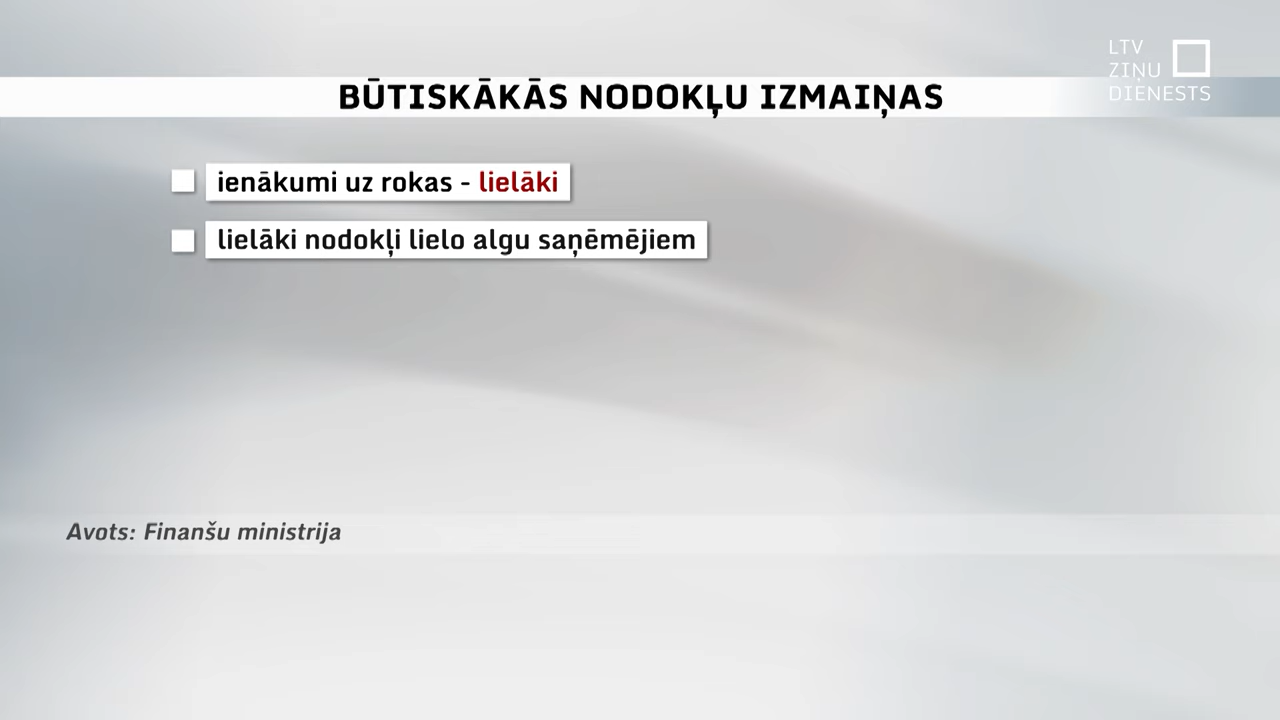 LTV
ZIŅU
DIENESTS
BŪTISKĀKĀS NODOKĻU IZMAIŅAS
ienākumi uz rokas - lielāki
lielāki nodokļi lielo algu saņēmējiem
Avots: Finanšu ministrija